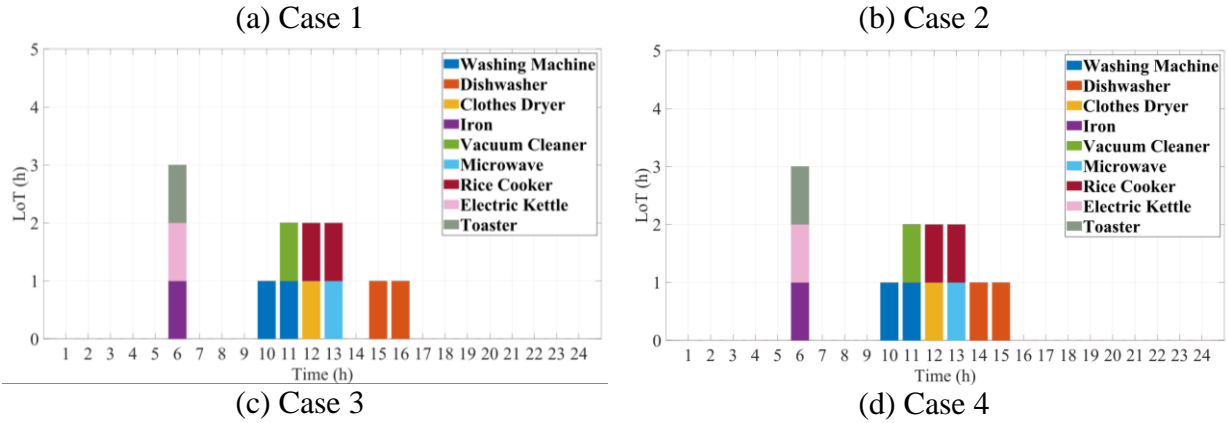 (a) Case 1
(b) Case 2
5
4
3
2
1
0
LoT (h)
Washing Machine
Dishwasher
Clothes Dryer
Iron
Vacuum Cleaner
Microwave
Rice Cooker
Electric Kettle
Toaster
1 2 3 4 5 6 7 8 9 10 11 12 13 14 15 16 17 18 19 20 21 22 23 24
Time (h)
5
4
3
2
1
0
LoT (h)
Washing Machine
Dishwasher
Clothes Dryer
Iron
Vacuum Cleaner
Microwave
Rice Cooker
Electric Kettle
Toaster
1 2 3 4 5 6 7 8 9 10 11 12 13 14 15 16 17 18 19 20 21 22 23 24
Time (h)
(c) Case 3
(d) Case 4